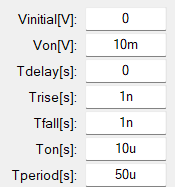 Vinitial[V]: 0
Von[V]: 10m
Tdelay[s]: 0
Trise[s]: 1n
Tfall[s]: 1n
Ton[s]: 10u
Tperiod[s]: 50u